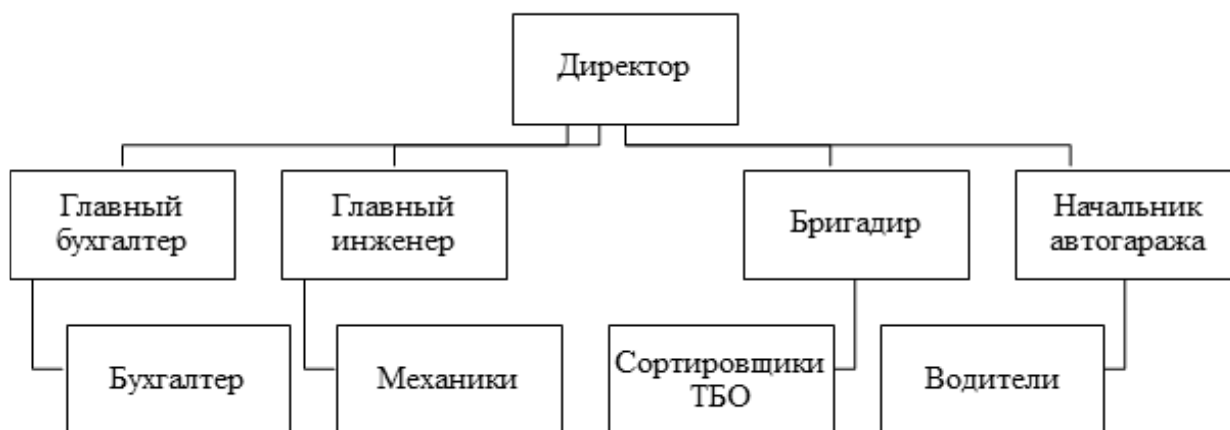 Директор
Главный
бухгалтер
Главный
инженер
Бригадир
Начальник
автогаража
Бухгалтер
Механики
Сортировщики
ТБО
Водители